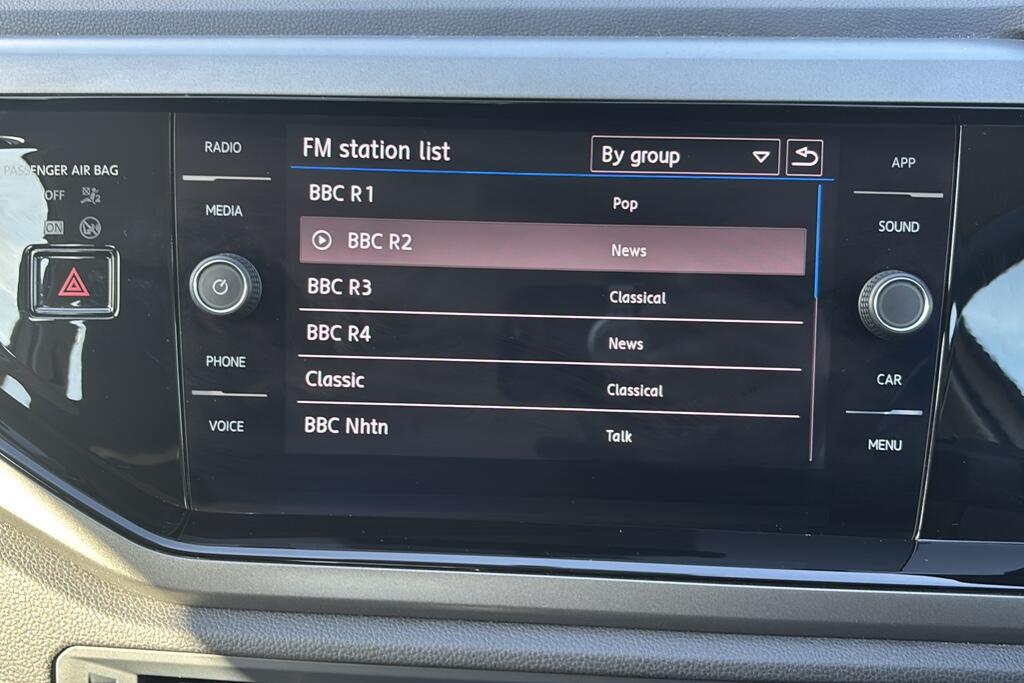 PASSENGER AIR BAG
OFF
ON
RADIO
MEDIA
PHONE
VOICE
FM station list
By group
BBC R1 Pop
BBC R2 News
BBC R3 Classical
BBC R4 News
Classic Classical
BBC Nhtn Talk
APP
SOUND
CAR
MENU